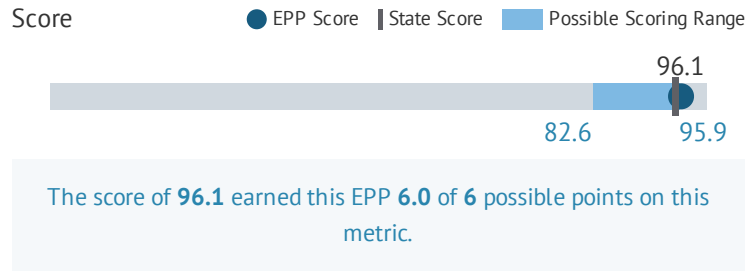 Score EPP Score State Score Possible Scoring Range
96.1
82.6 95.9
The score of 96.1 earned this EPP 6.0 of 6 possible points on this
metric.